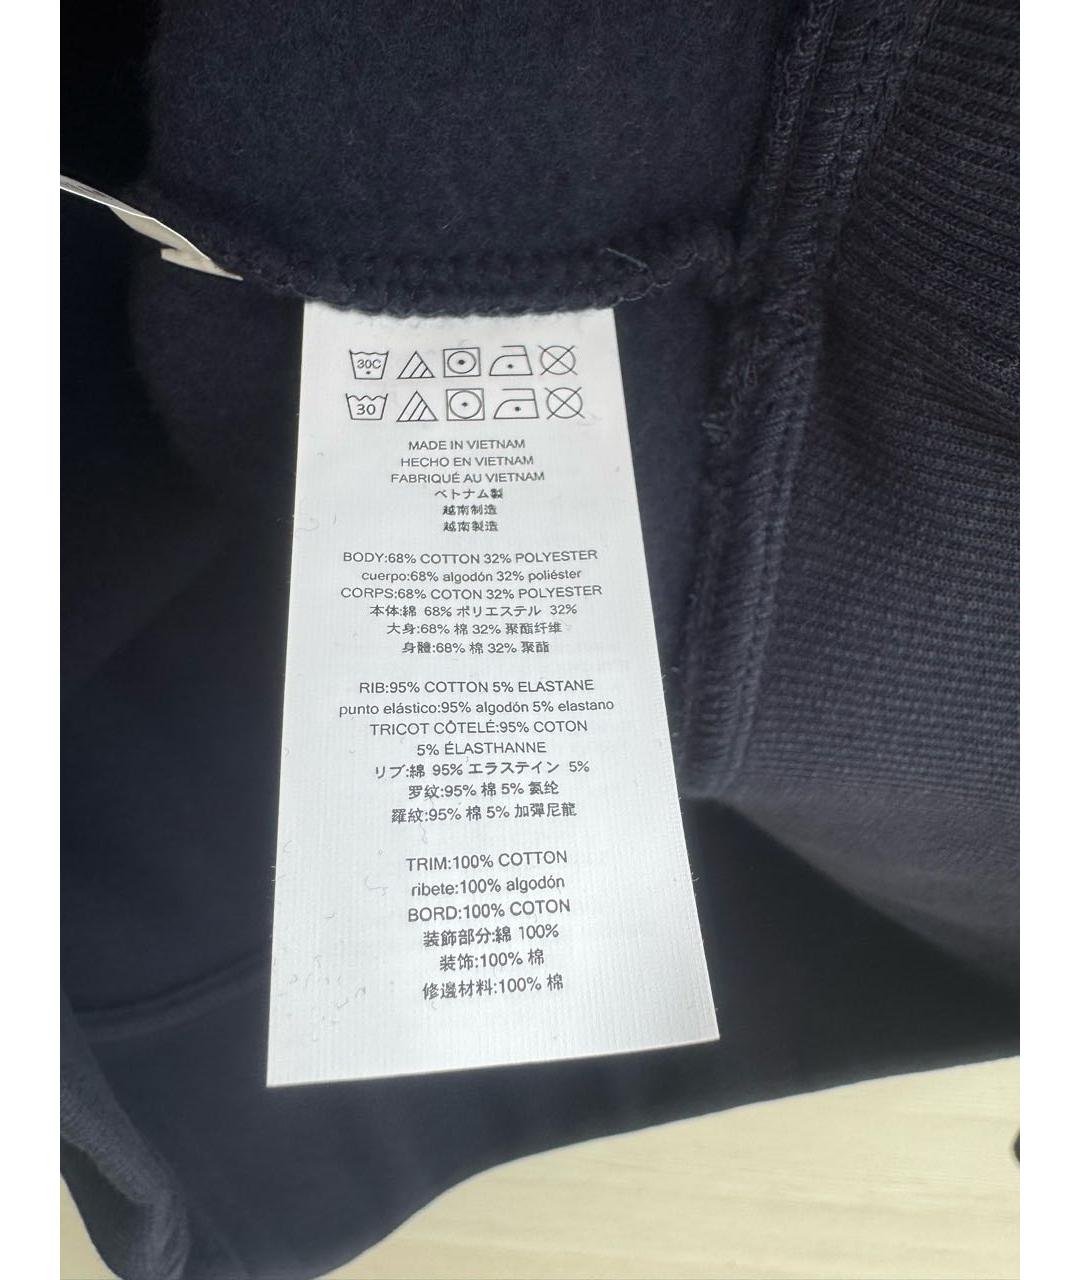 30C
30
MADE IN VIETNAM
HECHO EN VIETNAM
FABRIQUÉ AU VIETNAM
ベトナム製
越南制造
越南製造
BODY:68% COTTON 32% POLYESTER
cuerpo:68% algodón 32% poliéster
CORPS:68% COTON 32% POLYESTER
本体:綿 68% ポリエステル 32%
大身:68% 棉 32% 聚酯纤维
身體:68% 棉 32% 聚酯
RIB:95% COTTON 5% ELASTANE
punto elástico:95% algodón 5% elastano
TRICOT CÔTELÉ:95% COTON
5% ÉLASTHANNE
リブ:綿 95% エラステイン 5%
罗纹:95% 棉 5% 氨纶
羅紋:95% 棉 5% 加彈尼龍
TRIM:100% COTTON
ribete:100% algodón
BORD:100% COTON
装飾部分:綿 100%
装饰:100% 棉
修邊材料:100% 棉